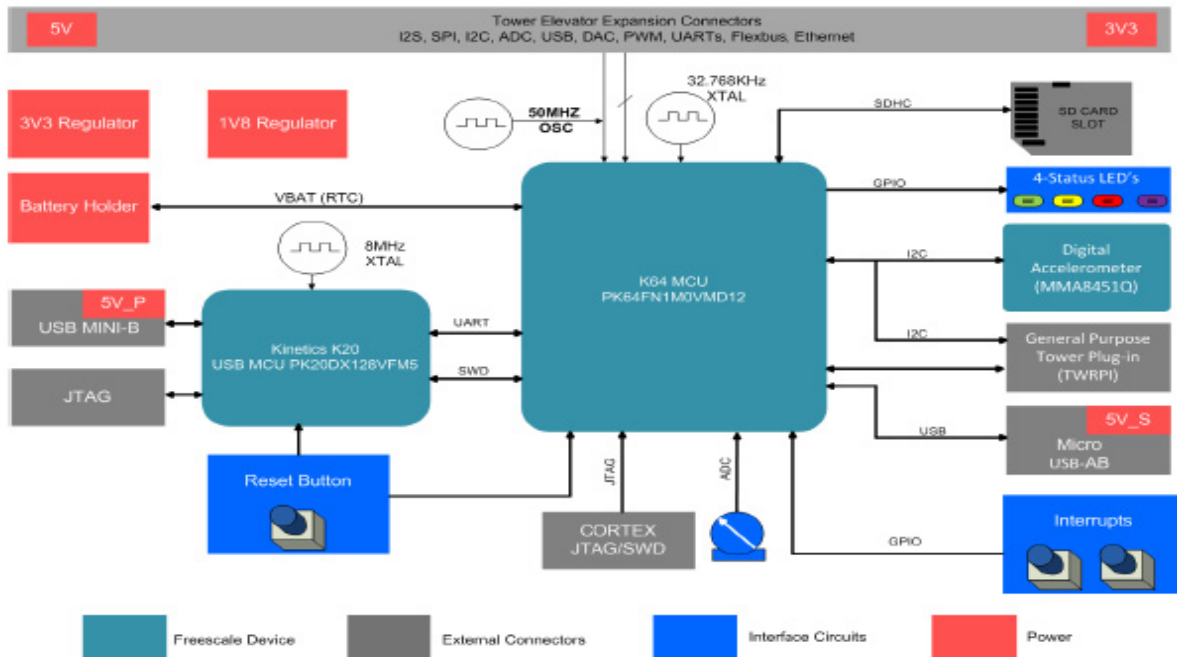 5V
Tower Elevator Expansion Connectors
I2S, SPI, I2C, ADC, USB, DAC, PWM, UARTs, Flexbus, Ethernet
3V3
3V3 Regulator
1V8 Regulator
50MHZ
OSC
32.768KHz
XTAL
SDHC
SD CARD
SLOT
Battery Holder
VBAT (RTC)
GPIO
4-Status LED's
8MHz
XTAL
K64 MCU
PK64FN1M0VMD12
I2C
Digital
Accelerometer
(MMA8451Q)
5V_P
USB MINI-B
Kinetics K20
USB MCU PK20DX128VFM5
UART
SWD
I2C
General Purpose
Tower Plug-in
(TWRPI)
JTAG
USB
5V_S
Micro
USB-AB
Reset Button
JTAG
ADC
CORTEX
JTAG/SWD
GPIO
Interrupts
Freescale Device
External Connectors
Interface Circuits
Power